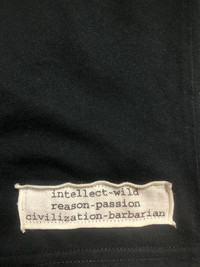 intellect-wild
reason-passion
civilization-barbarian